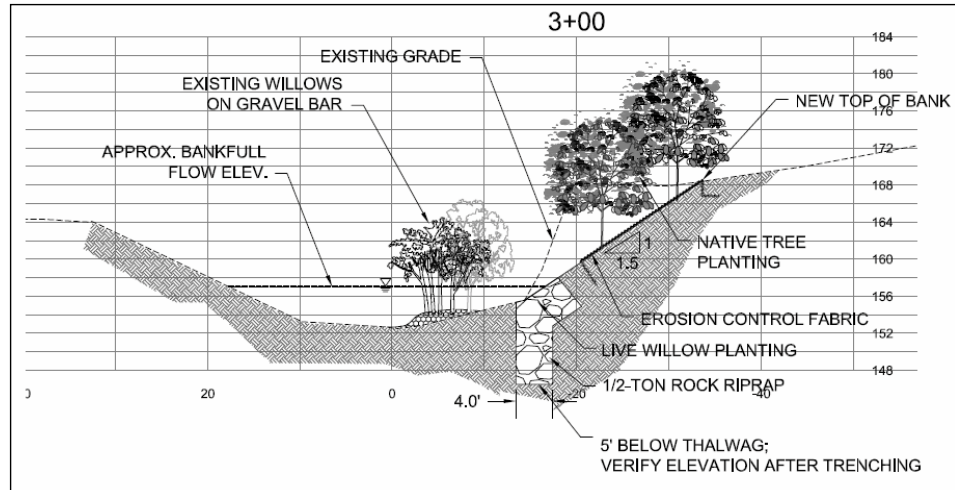 3+00
184
180
176
172
168
164
160
156
152
148
EXISTING GRADE
EXISTING WILLOWS
ON GRAVEL BAR
APPROX. BANKFULL
FLOW ELEV.
NEW TOP OF BANK
1
1.5
NATIVE TREE
PLANTING
EROSION CONTROL FABRIC
LIVE WILLOW PLANTING
1/2-TON ROCK RIPRAP
20
0
-20
-40
4.0'
5' BELOW THALWAG;
VERIFY ELEVATION AFTER TRENCHING